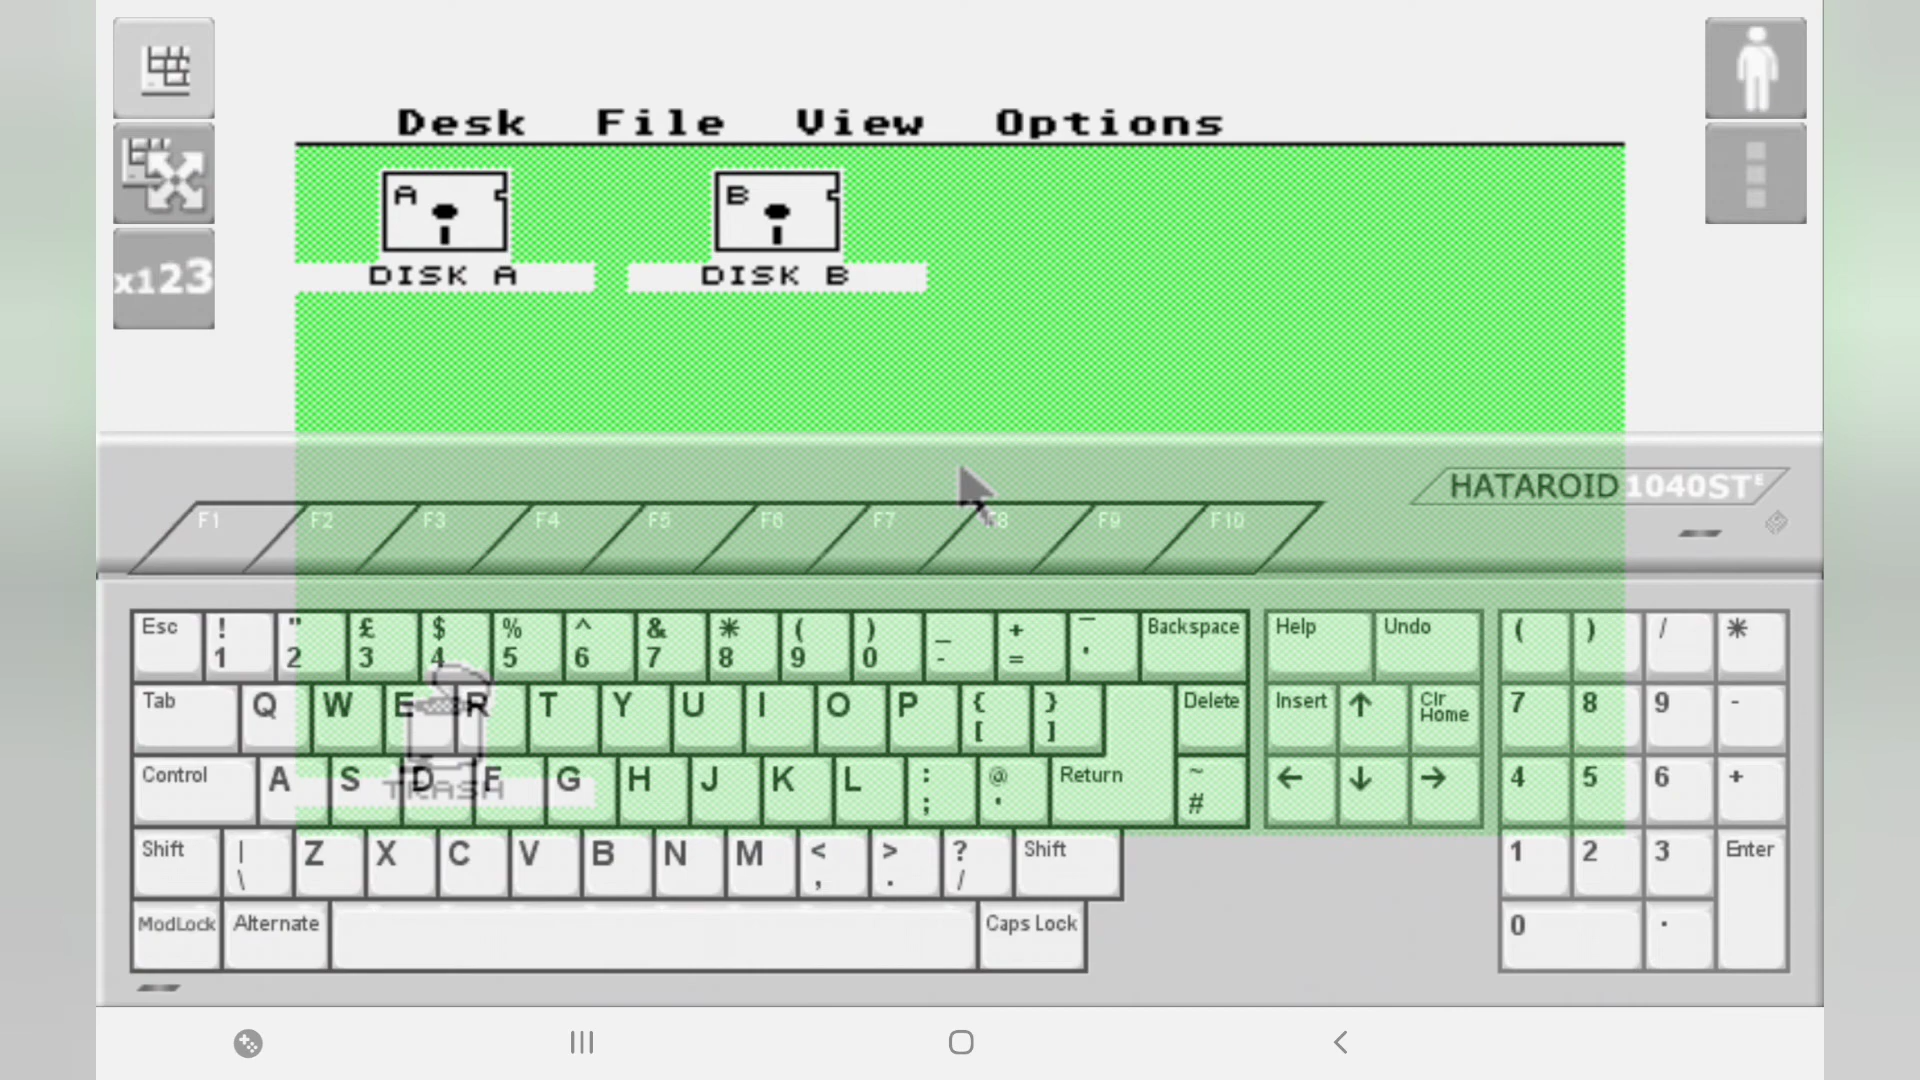 Desk File View Options
A B
DISK A DISK B
x123
HATAROID 1040STE
F1 F2 F3 F4 F5 F6 F7 F8 F9 F10
Esc ! 1 " 2 £ 3 $ 4 % 5 ^ 6 & 7 * 8 ( 9 ) 0 _ - + = ¯ ' Backspace Help Undo ( ) / *
Tab Q W E R T Y U I O P { [ } ] Delete Insert ↑ Clr Home 7 8 9 -
Control A S D F G H J K L : ; @ ' Return ~ # ← ↓ → 4 5 6 +
TRASH
Shift | \ Z X C V B N M < , > . ? / Shift 1 2 3 Enter
ModLock Alternate Caps Lock 0 .